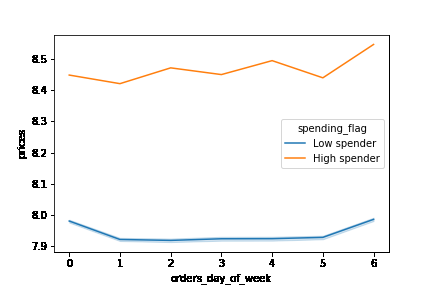 8.5
8.4
8.3
8.2
8.1
8.0
7.9
prices
spending_flag
Low spender
High spender
0 1 2 3 4 5 6
orders_day_of_week